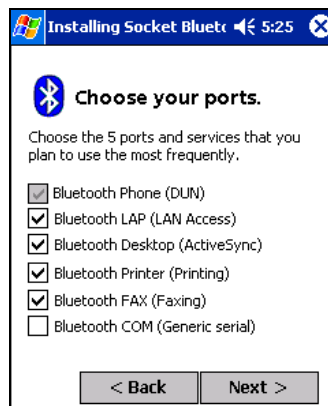 Installing Socket Bluetc 5:25
Choose your ports.
Choose the 5 ports and services that you
plan to use the most frequently.
Bluetooth Phone (DUN)
Bluetooth LAP (LAN Access)
Bluetooth Desktop (ActiveSync)
Bluetooth Printer (Printing)
Bluetooth FAX (Faxing)
Bluetooth COM (Generic serial)
< Back Next >